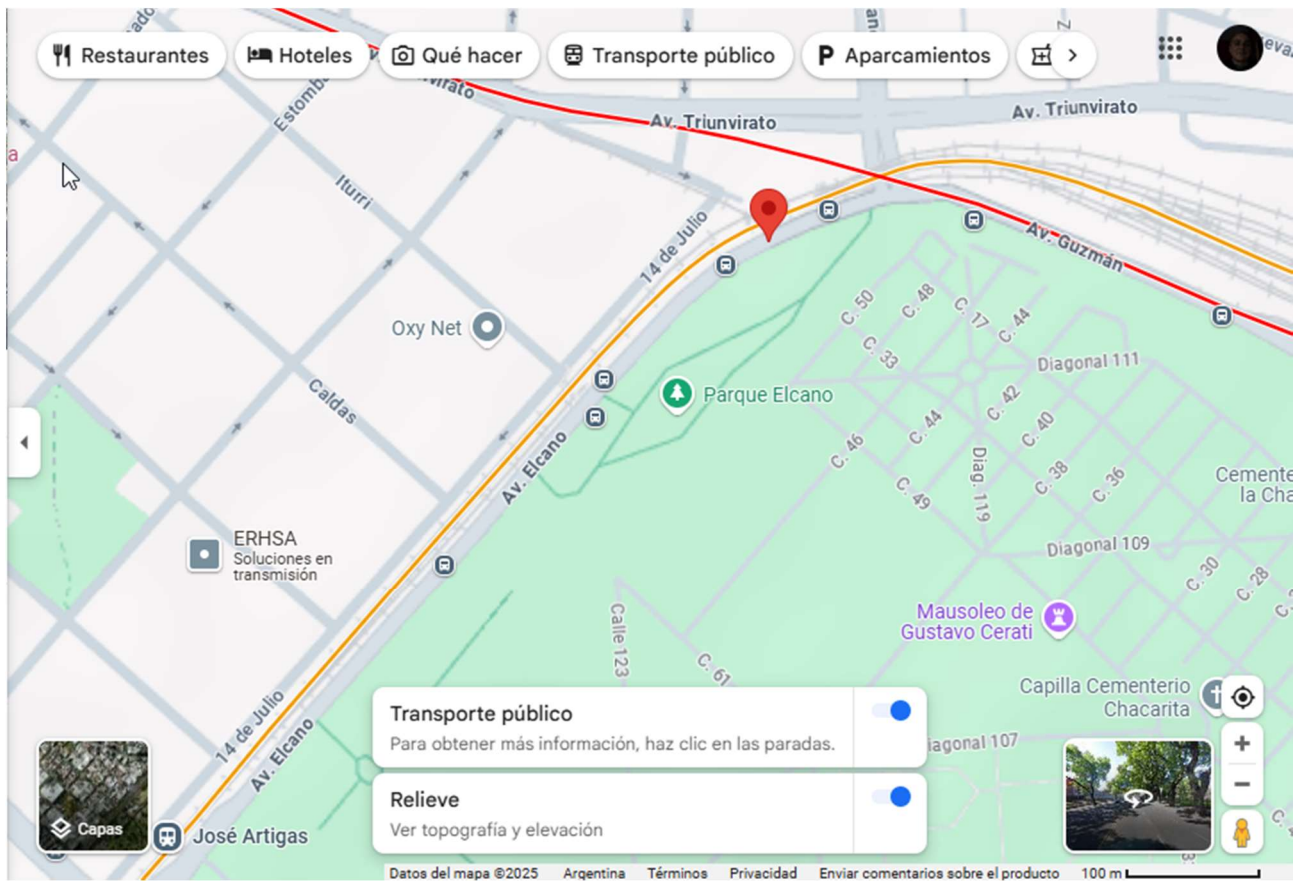 Restaurantes
Hoteles
Qué hacer
Transporte público
P Aparcamientos
Estomba
Av. Triunvirato
Av. Triunvirato
Iturri
14 de Julio
Av. Guzmán
Oxy Net
C. 50
C. 48
C. 17
C. 44
C. 33
Diagonal 111
Caldas
Parque Elcano
C. 42
C. 44
C. 40
C. 46
Av. Elcano
Diag. 119
C. 38
C. 36
C. 49
ERHSA
Soluciones en
transmisión
Diagonal 109
C. 30
C. 28
Mausoleo de
Gustavo Cerati
Calle 123
C. 61
Capilla Cementerio
Chacarita
14 de Julio
Av. Elcano
Transporte público
Para obtener más información, haz clic en las paradas.
iagonal 107
Relieve
Ver topografía y elevación
Capas
José Artigas
Datos del mapa ©2025 Argentina Términos Privacidad Enviar comentarios sobre el producto 100 m